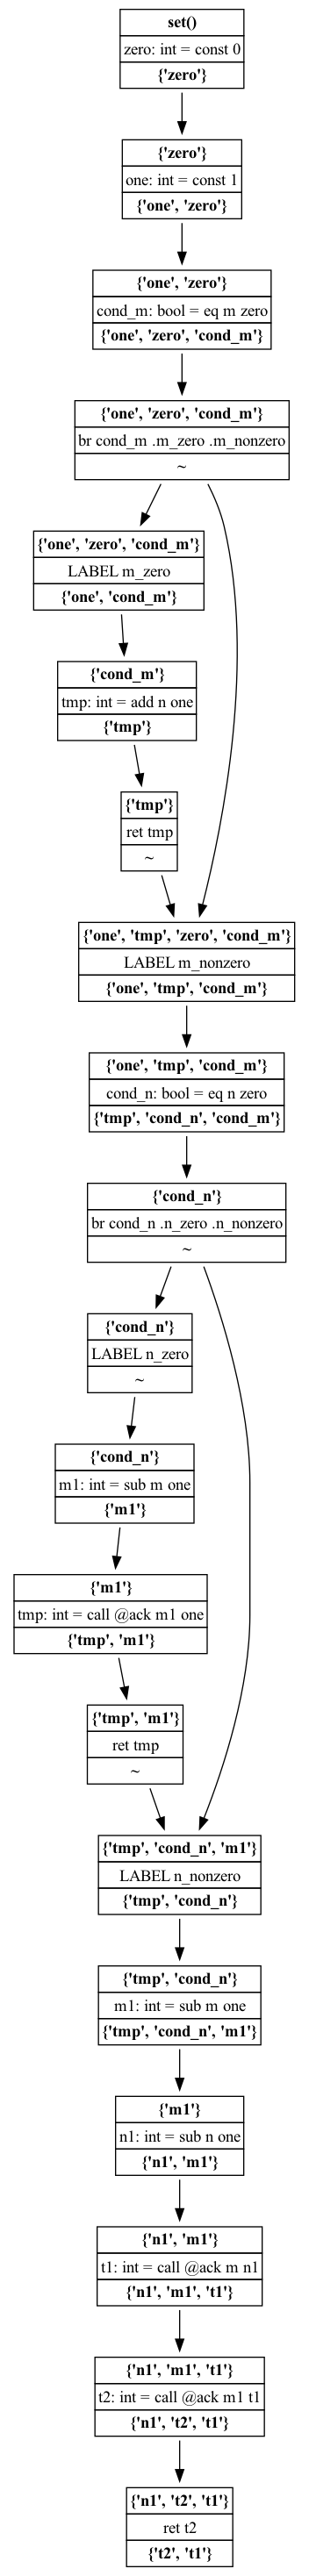 set()
zero: int = const 0
{'zero'}
{'zero'}
one: int = const 1
{'one', 'zero'}
{'one', 'zero'}
cond_m: bool = eq m zero
{'one', 'zero', 'cond_m'}
{'one', 'zero', 'cond_m'}
br cond_m .m_zero .m_nonzero
~
{'one', 'zero', 'cond_m'}
LABEL m_zero
{'one', 'cond_m'}
{'cond_m'}
tmp: int = add n one
{'tmp'}
{'tmp'}
ret tmp
~
{'one', 'tmp', 'zero', 'cond_m'}
LABEL m_nonzero
{'one', 'tmp', 'cond_m'}
{'one', 'tmp', 'cond_m'}
cond_n: bool = eq n zero
{'tmp', 'cond_n', 'cond_m'}
{'cond_n'}
br cond_n .n_zero .n_nonzero
~
{'cond_n'}
LABEL n_zero
~
{'cond_n'}
m1: int = sub m one
{'m1'}
{'m1'}
tmp: int = call @ack m1 one
{'tmp', 'm1'}
{'tmp', 'm1'}
ret tmp
~
{'tmp', 'cond_n', 'm1'}
LABEL n_nonzero
{'tmp', 'cond_n'}
{'tmp', 'cond_n'}
m1: int = sub m one
{'tmp', 'cond_n', 'm1'}
{'m1'}
n1: int = sub n one
{'n1', 'm1'}
{'n1', 'm1'}
t1: int = call @ack m n1
{'n1', 'm1', 't1'}
{'n1', 'm1', 't1'}
t2: int = call @ack m1 t1
{'n1', 't2', 't1'}
{'n1', 't2', 't1'}
ret t2
{'t2', 't1'}